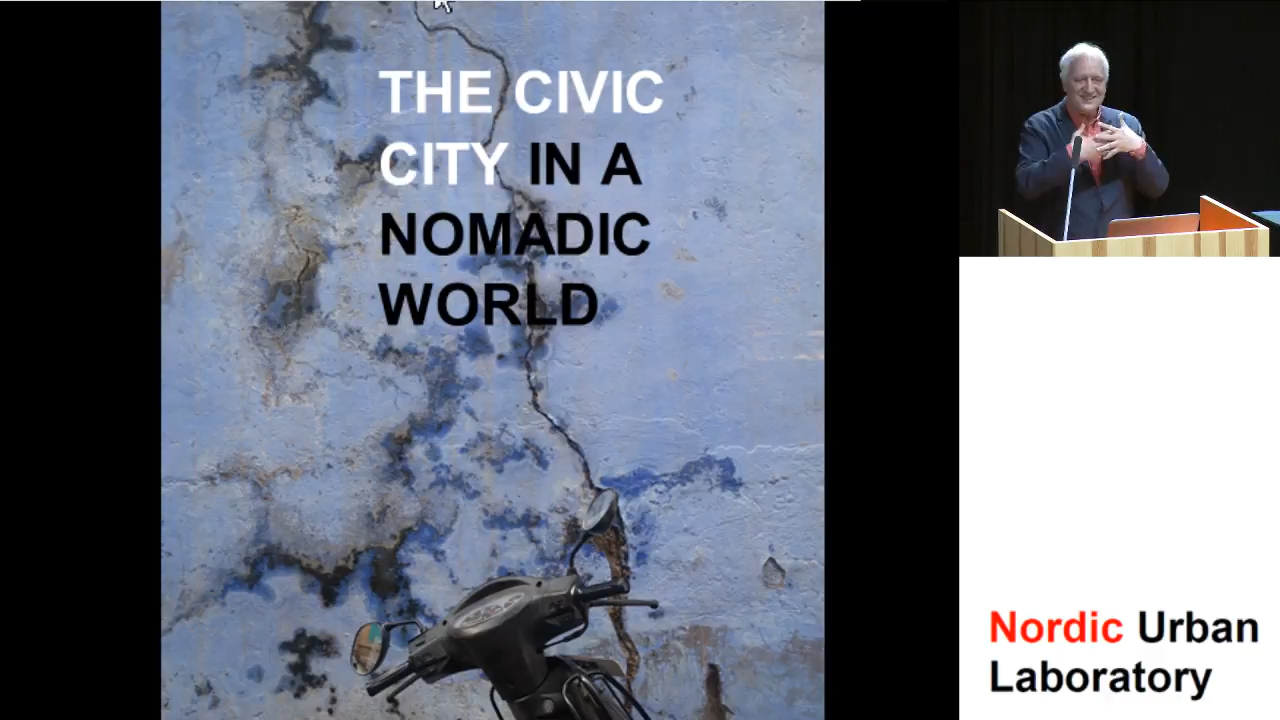 THE CIVIC
CITY IN A
NOMADIC
WORLD
Nordic Urban
Laboratory